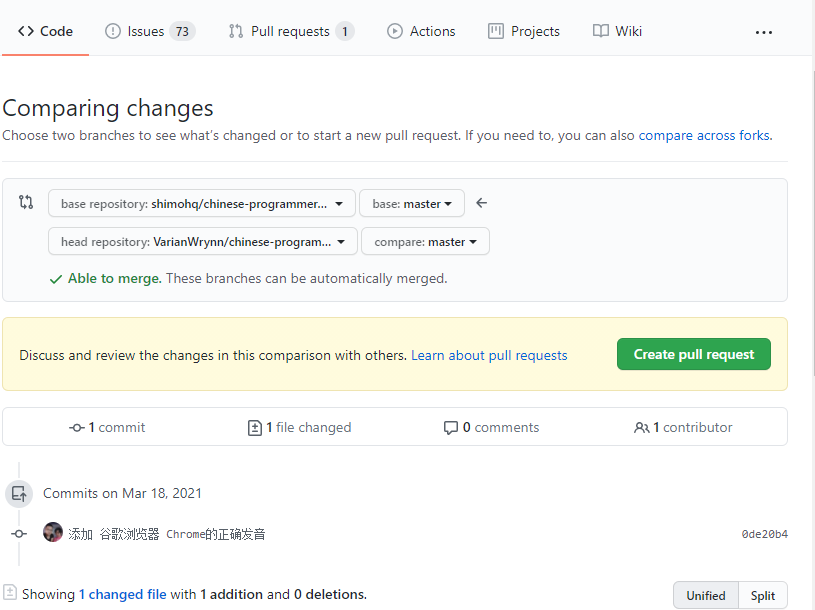 Code Issues 73 Pull requests 1 Actions Projects Wiki ...
Comparing changes
Choose two branches to see what's changed or to start a new pull request. If you need to, you can also compare across forks.
base repository: shimohq/chinese-programmer... base: master
head repository: VarianWrynn/chinese-program... compare: master
Able to merge. These branches can be automatically merged.
Discuss and review the changes in this comparison with others. Learn about pull requests Create pull request
1 commit 1 file changed 0 comments 1 contributor
Commits on Mar 18, 2021
添加 谷歌浏览器 Chrome的正确发音 0de20b4
Showing 1 changed file with 1 addition and 0 deletions. Unified Split